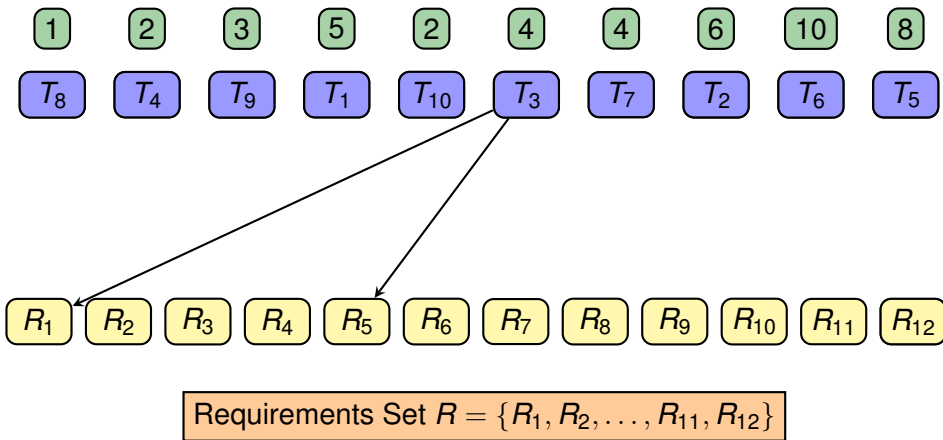 1 2 3 5 2 4 4 6 10 8
T₈ T₄ T₉ T₁ T₁₀ T₃ T₇ T₂ T₆ T₅
R₁ R₂ R₃ R₄ R₅ R₆ R₇ R₈ R₉ R₁₀ R₁₁ R₁₂
Requirements Set R = {R₁, R₂, . . . , R₁₁, R₁₂}